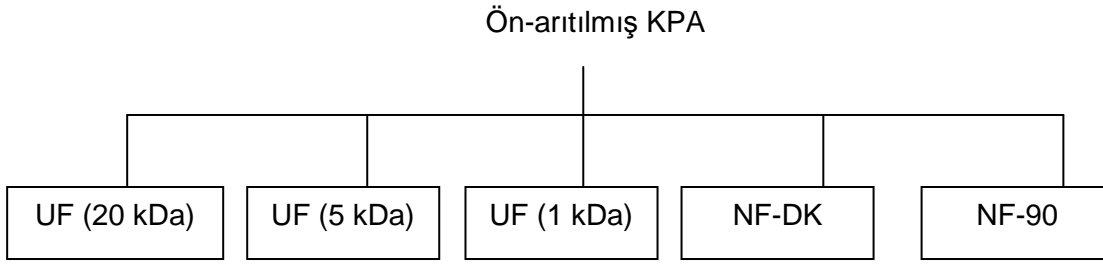 Ön-arıtılmış KPA
UF (20 kDa) UF (5 kDa) UF (1 kDa) NF-DK NF-90